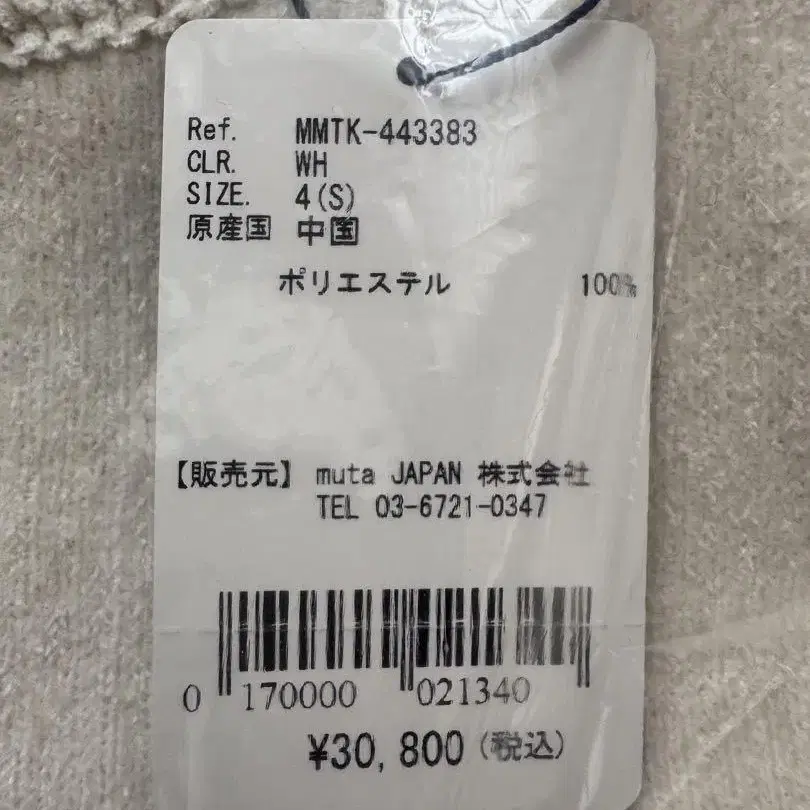 Ref. MMTK-443383
CLR. WH
SIZE. 4(S)
原産国 中国
ポリエステル 100%
【販売元】 muta JAPAN 株式会社
TEL 03-6721-0347
0 170000 021340
¥30,800(税込)